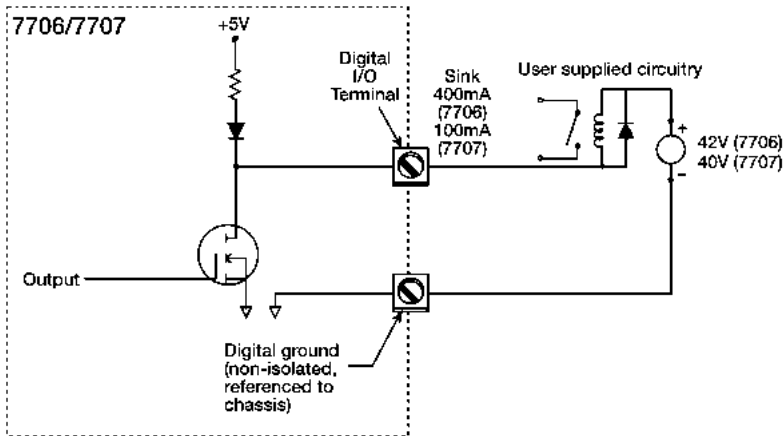 7706/7707
+5V
Digital
I/O
Terminal
Sink
400mA
(7706)
100mA
(7707)
User supplied circuitry
+
42V (7706)
40V (7707)
–
Output
Digital ground
(non-isolated,
referenced to
chassis)